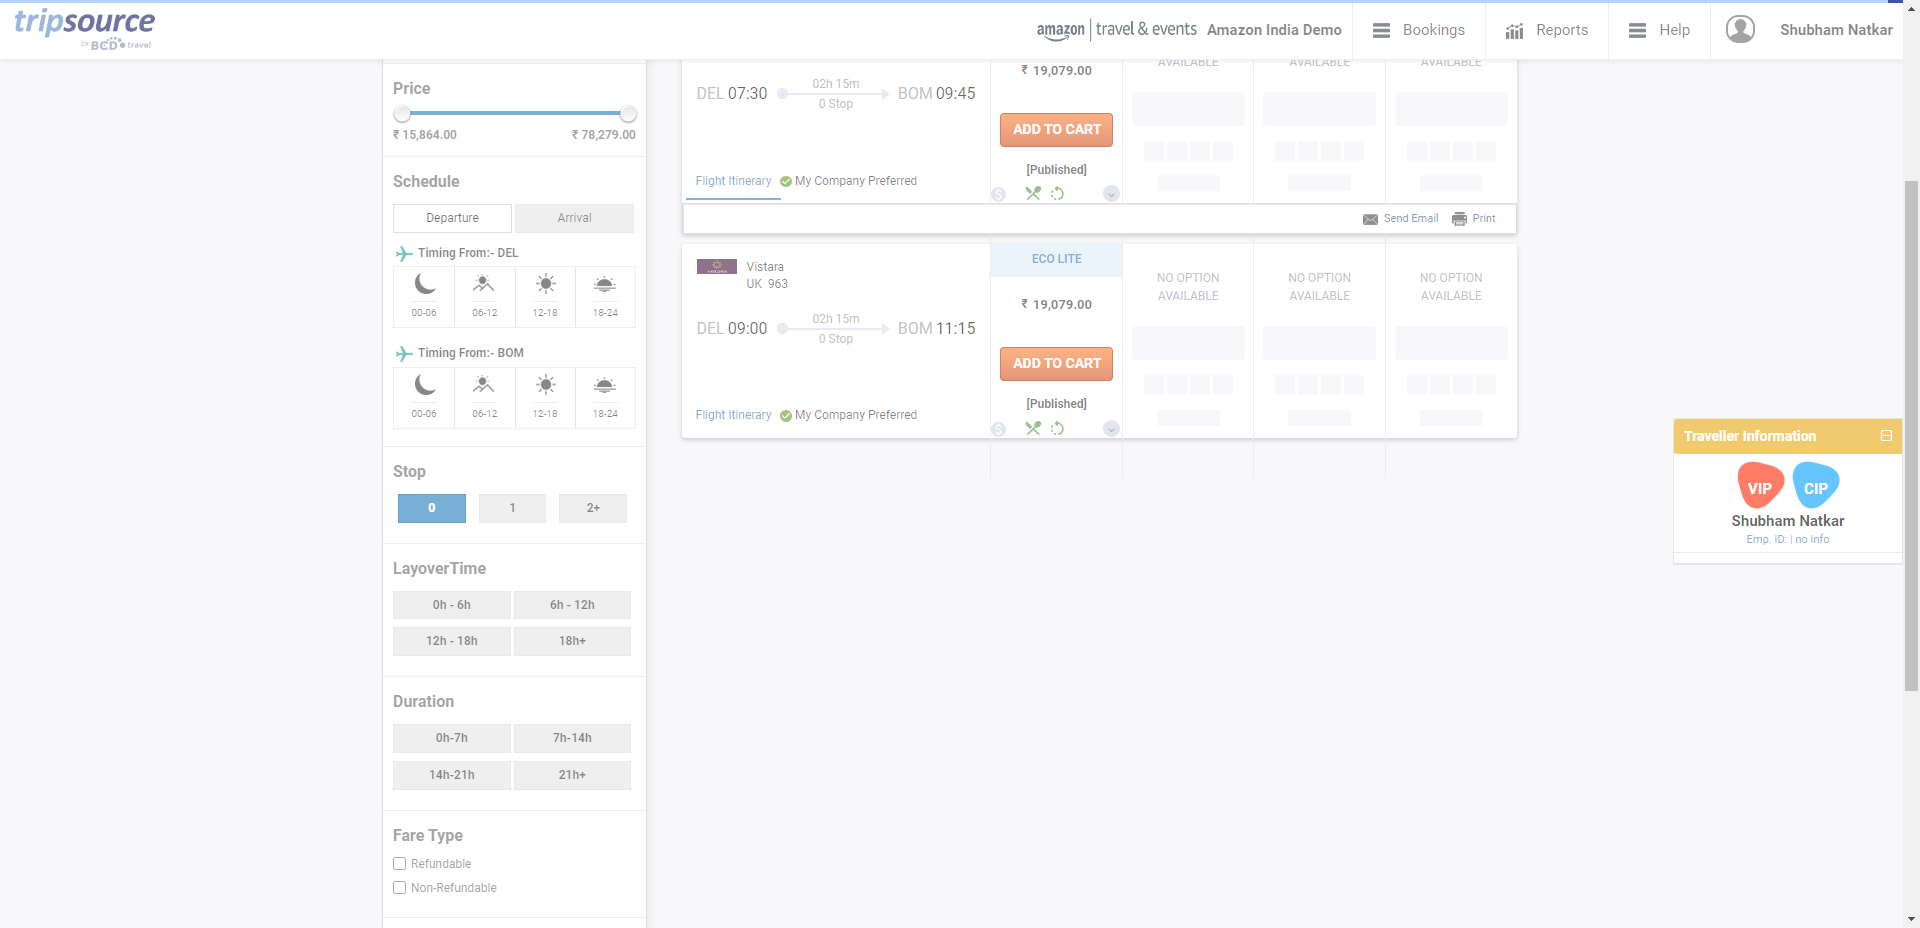 tripsource
by BCD travel
amazon travel & events
Amazon India Demo
Bookings
Reports
Help
Shubham Natkar
Price
₹ 15,864.00
₹ 78,279.00
Schedule
Departure
Arrival
Timing From:- DEL
00-06
06-12
12-18
18-24
Timing From:- BOM
00-06
06-12
12-18
18-24
Stop
0
1
2+
LayoverTime
0h - 6h
6h - 12h
12h - 18h
18h+
Duration
0h-7h
7h-14h
14h-21h
21h+
Fare Type
Refundable
Non-Refundable
DEL 07:30
02h 15m
0 Stop
BOM 09:45
Flight Itinerary
My Company Preferred
₹ 19,079.00
ADD TO CART
[Published]
AVAILABLE
AVAILABLE
AVAILABLE
Send Email
Print
Vistara
UK 963
DEL 09:00
02h 15m
0 Stop
BOM 11:15
Flight Itinerary
My Company Preferred
ECO LITE
₹ 19,079.00
ADD TO CART
[Published]
NO OPTION
AVAILABLE
NO OPTION
AVAILABLE
NO OPTION
AVAILABLE
Traveller Information
VIP
CIP
Shubham Natkar
Emp. ID: | no Info